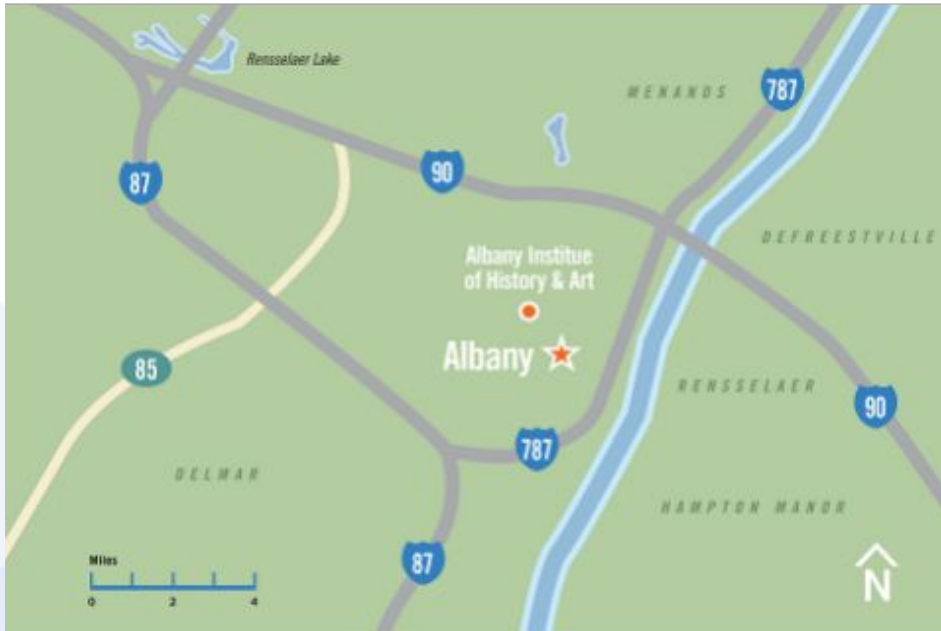 Rensselaer Lake
MENANDS
787
87
90
DEFREESTVILLE
Albany Institue
of History & Art
Albany
85
RENSSELAER
90
787
DELMAR
HAMPTON MANOR
87
Miles
0 2 4
N